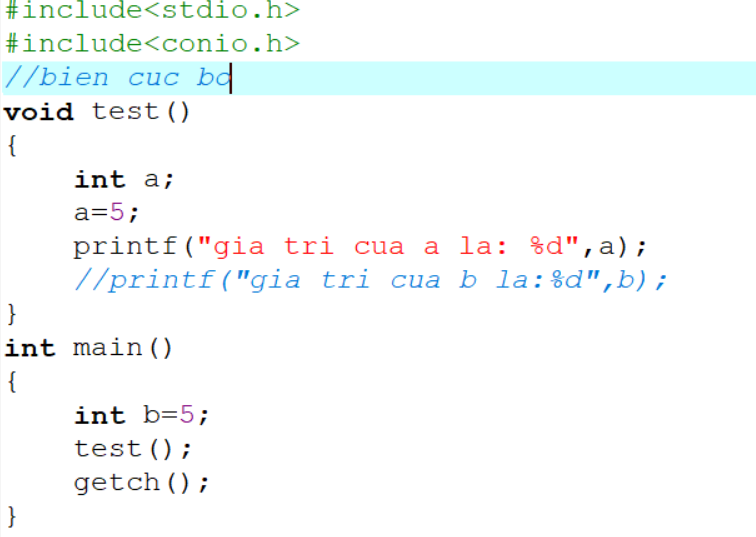 #include<stdio.h>
#include<conio.h>
//bien cuc bo
void test()
{
    int a;
    a=5;
    printf("gia tri cua a la: %d",a);
    //printf("gia tri cua b la:%d",b);
}
int main()
{
    int b=5;
    test();
    getch();
}